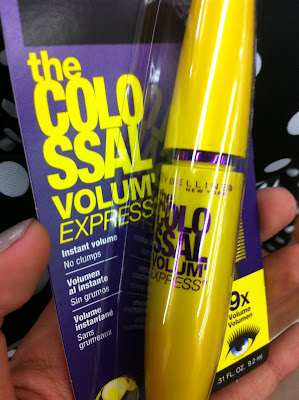 the
COLO
SSAL
VOLUM'
EXPRESS®
Instant volume
No clumps
Volumen
al instante
Sin grumos
Volume
instantané
Sans
grumeaux
MAYBELLINE®
NEW YORK
the
COLO
SSAL
VOLUM'
EXPRESS®
9x
Volume
Volumen
.31 FL. OZ. 9.2 mL